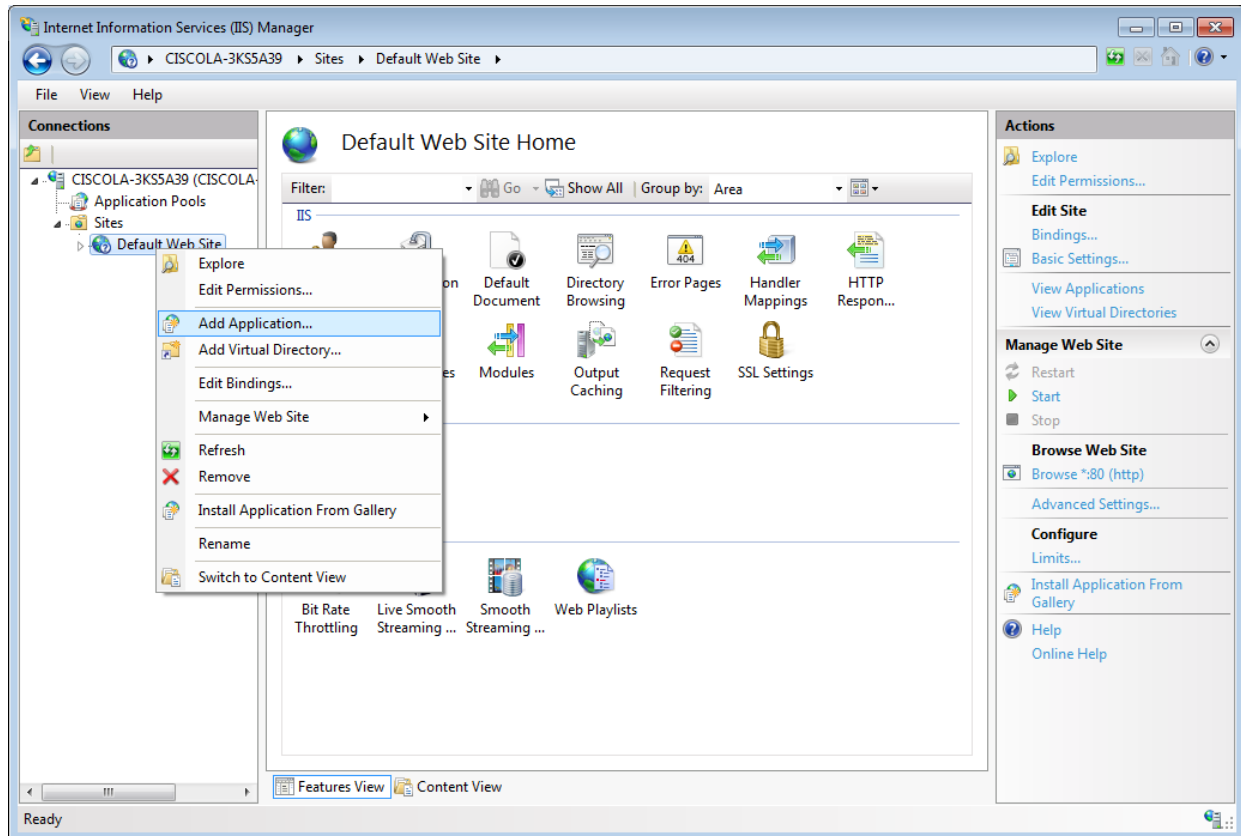 Internet Information Services (IIS) Manager
CISCOLA-3KS5A39 Sites Default Web Site
File View Help
Connections
CISCOLA-3KS5A39 (CISCOLA-
Application Pools
Sites
Default Web Site
Explore
Edit Permissions...
Add Application...
Add Virtual Directory...
Edit Bindings...
Manage Web Site
Refresh
Remove
Install Application From Gallery
Rename
Switch to Content View
Default Web Site Home
Filter: Go Show All Group by: Area
IIS
on Default Directory Error Pages Handler HTTP
Document Browsing 404 Mappings Respon...
es Modules Output Request SSL Settings
Caching Filtering
Bit Rate Live Smooth Smooth Web Playlists
Throttling Streaming ... Streaming ...
Features View Content View
Actions
Explore
Edit Permissions...
Edit Site
Bindings...
Basic Settings...
View Applications
View Virtual Directories
Manage Web Site
Restart
Start
Stop
Browse Web Site
Browse *:80 (http)
Advanced Settings...
Configure
Limits...
Install Application From
Gallery
Help
Online Help
Ready